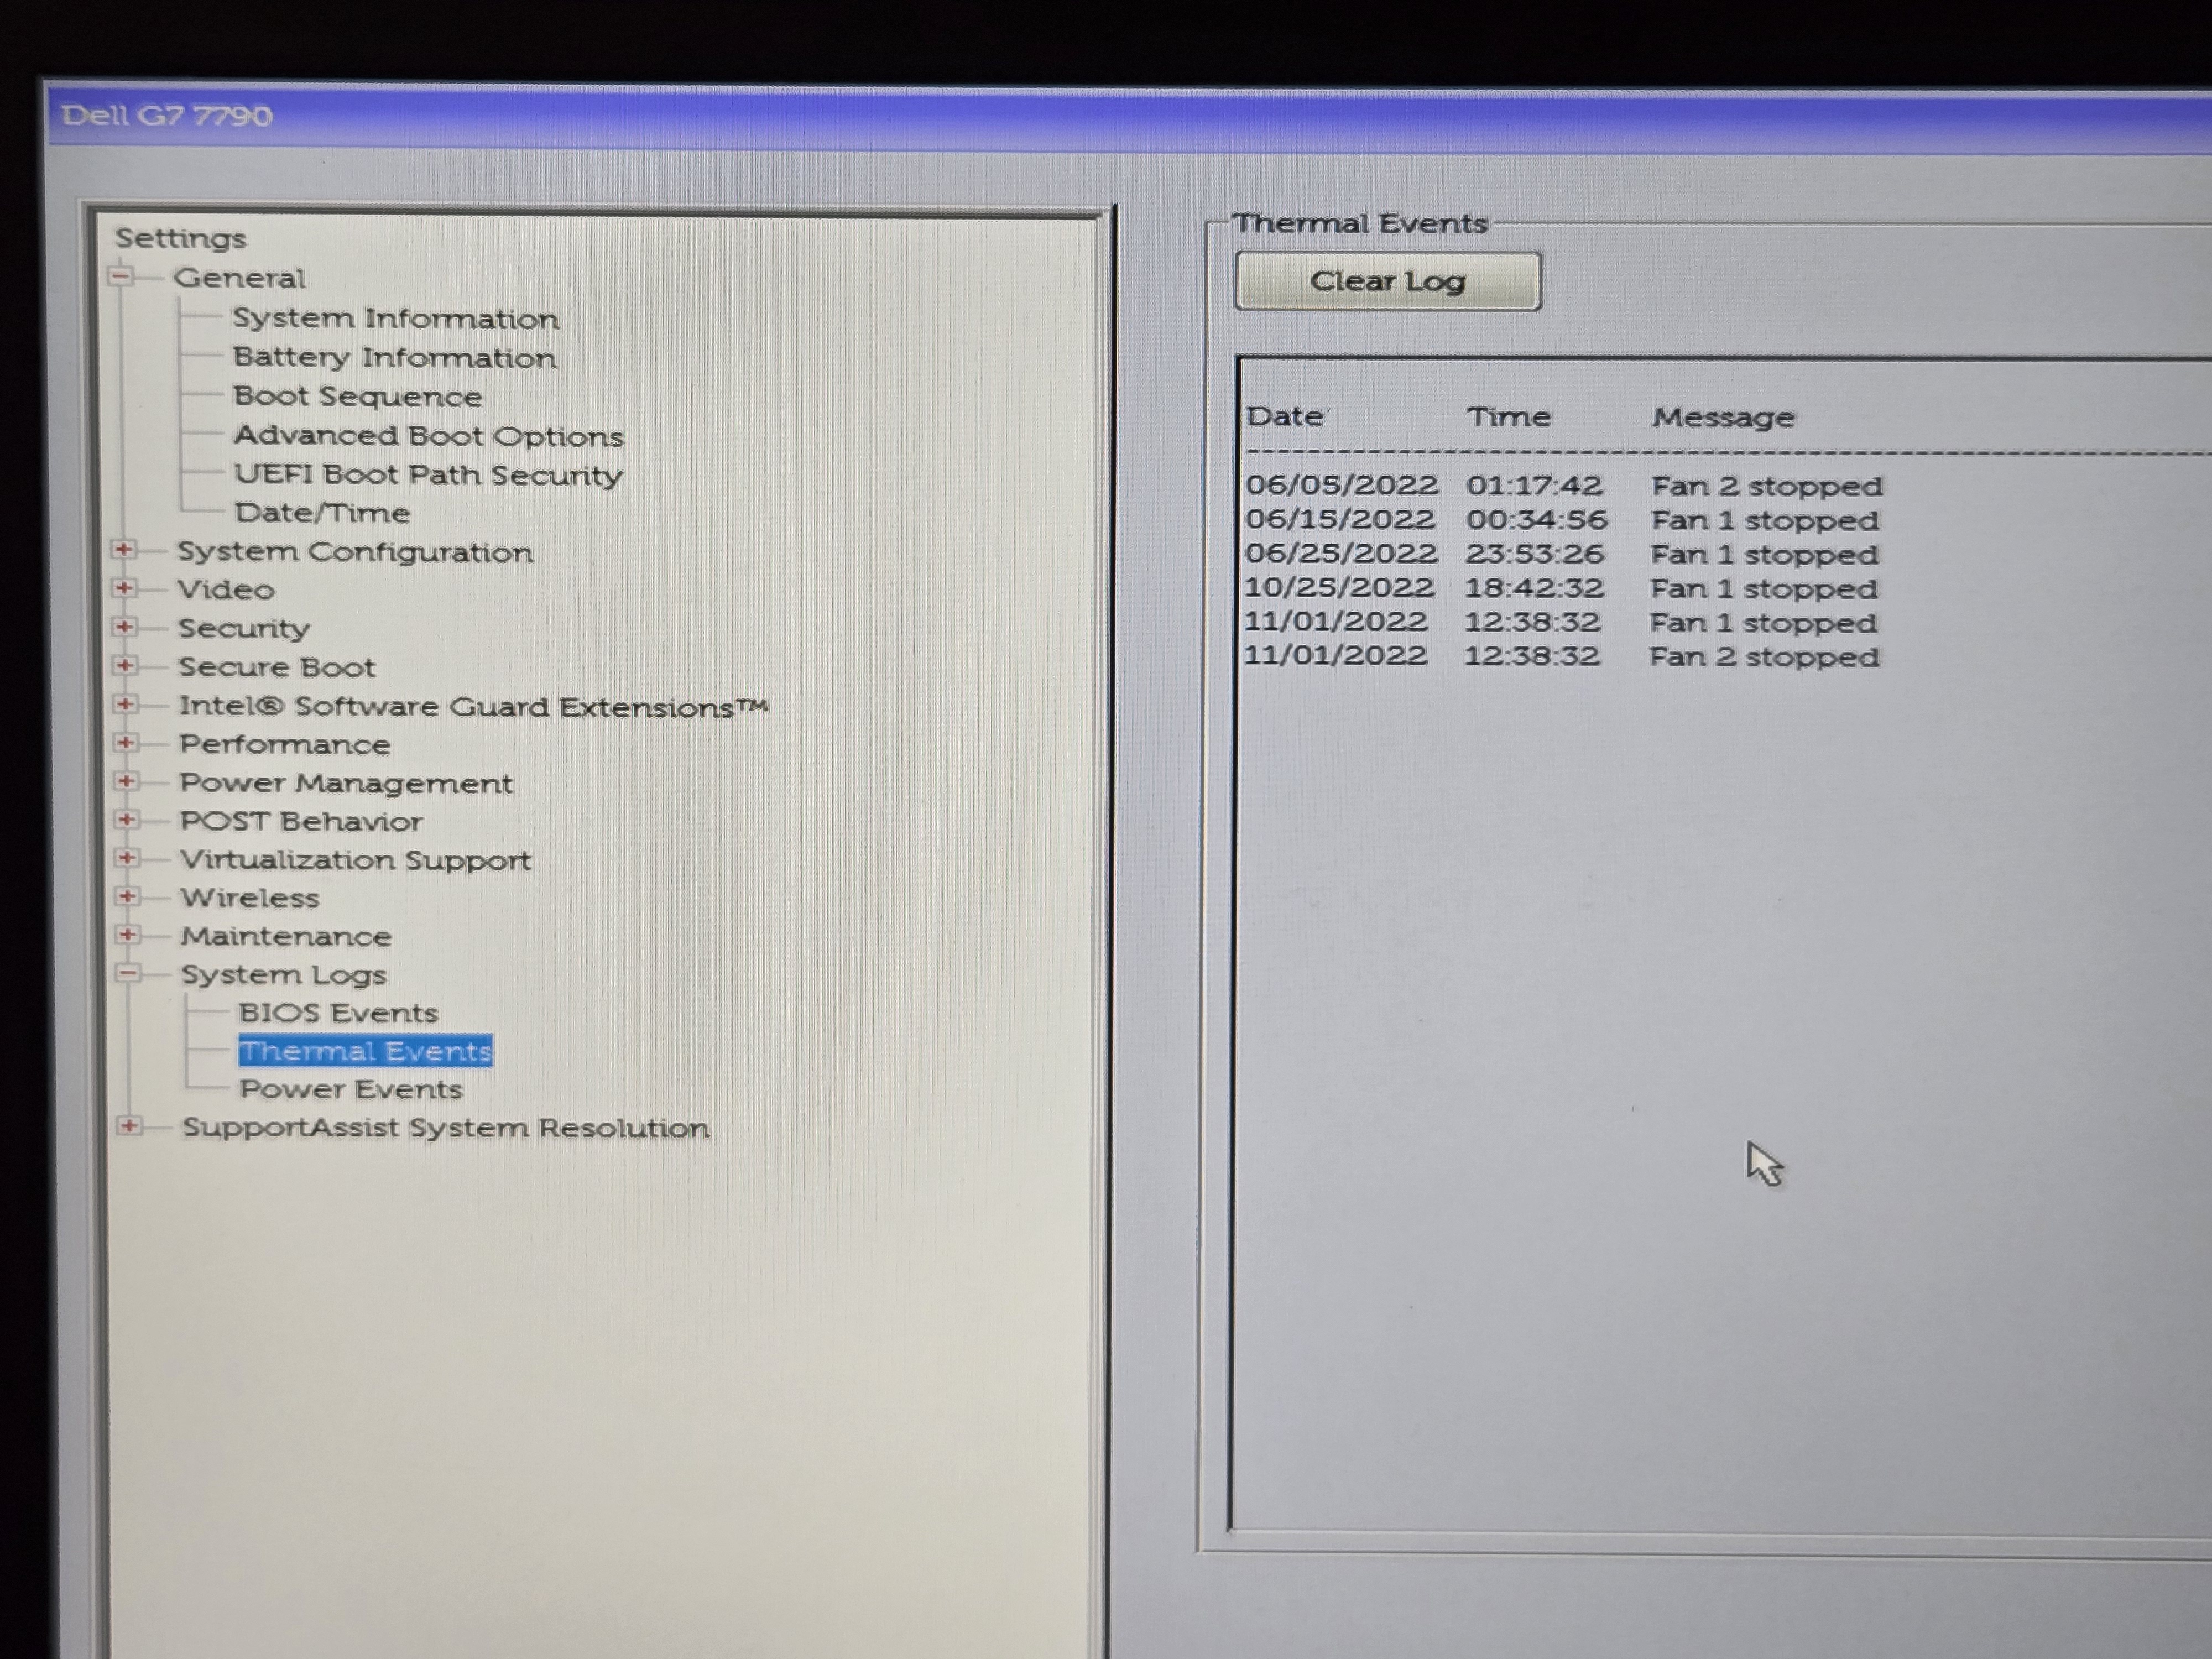 Dell G7 7790
Settings
General
System Information
Battery Information
Boot Sequence
Advanced Boot Options
UEFI Boot Path Security
Date/Time
System Configuration
Video
Security
Secure Boot
Intel® Software Guard Extensions™
Performance
Power Management
POST Behavior
Virtualization Support
Wireless
Maintenance
System Logs
BIOS Events
Thermal Events
Power Events
SupportAssist System Resolution
Thermal Events
Clear Log
Date Time Message
06/05/2022 01:17:42 Fan 2 stopped
06/15/2022 00:34:56 Fan 1 stopped
06/25/2022 23:53:26 Fan 1 stopped
10/25/2022 18:42:32 Fan 1 stopped
11/01/2022 12:38:32 Fan 1 stopped
11/01/2022 12:38:32 Fan 2 stopped